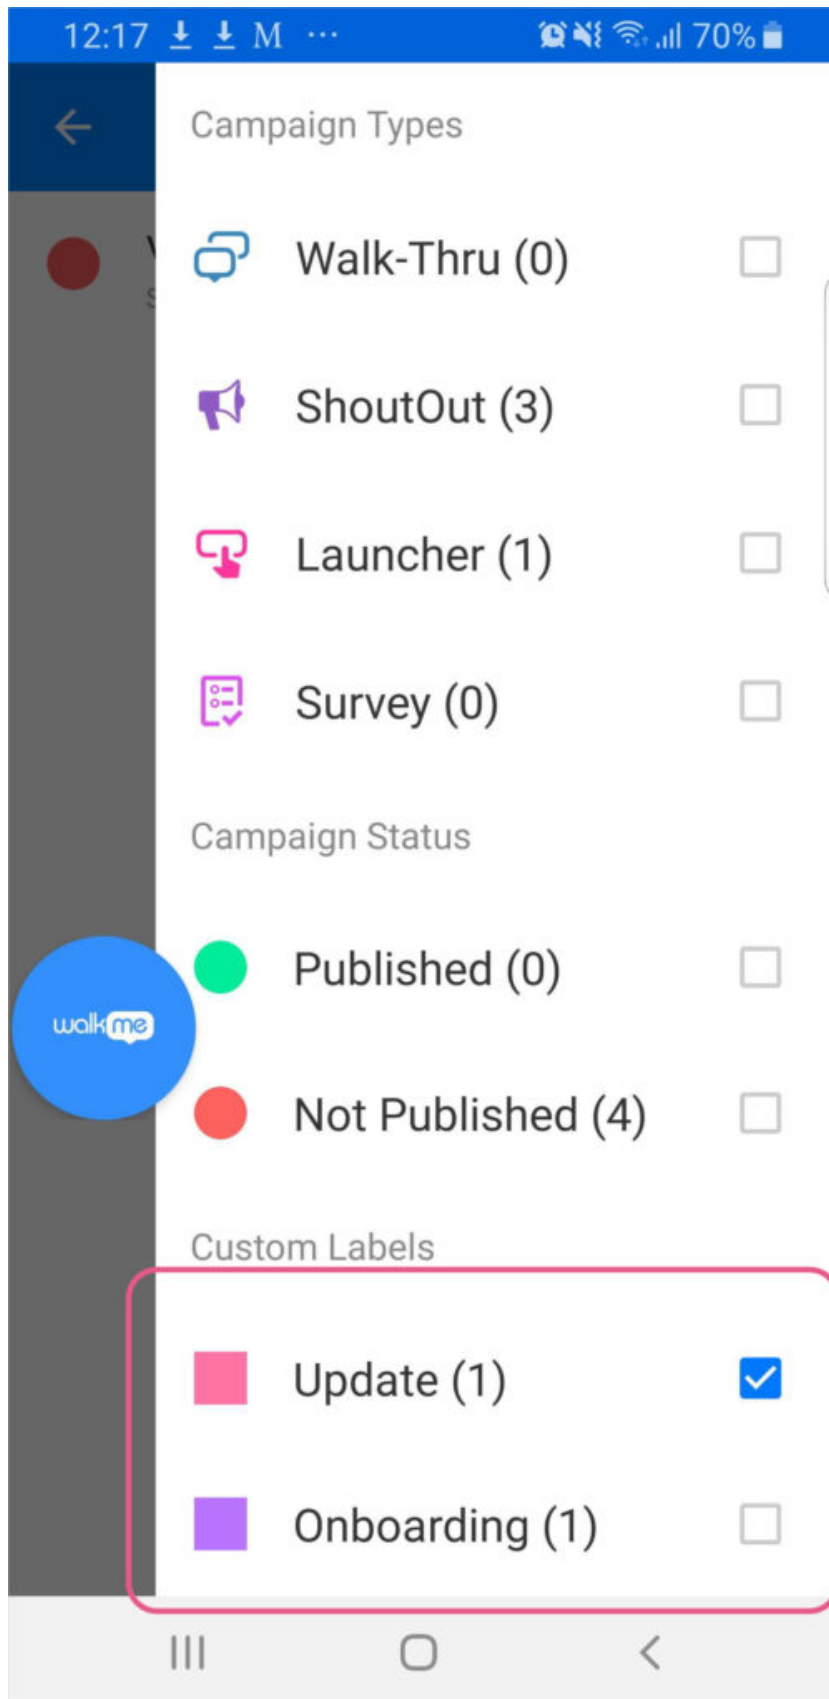 12:17 M ... 70%
Campaign Types
Walk-Thru (0)
ShoutOut (3)
Launcher (1)
Survey (0)
Campaign Status
Published (0)
walkme
Not Published (4)
Custom Labels
Update (1)
Onboarding (1)